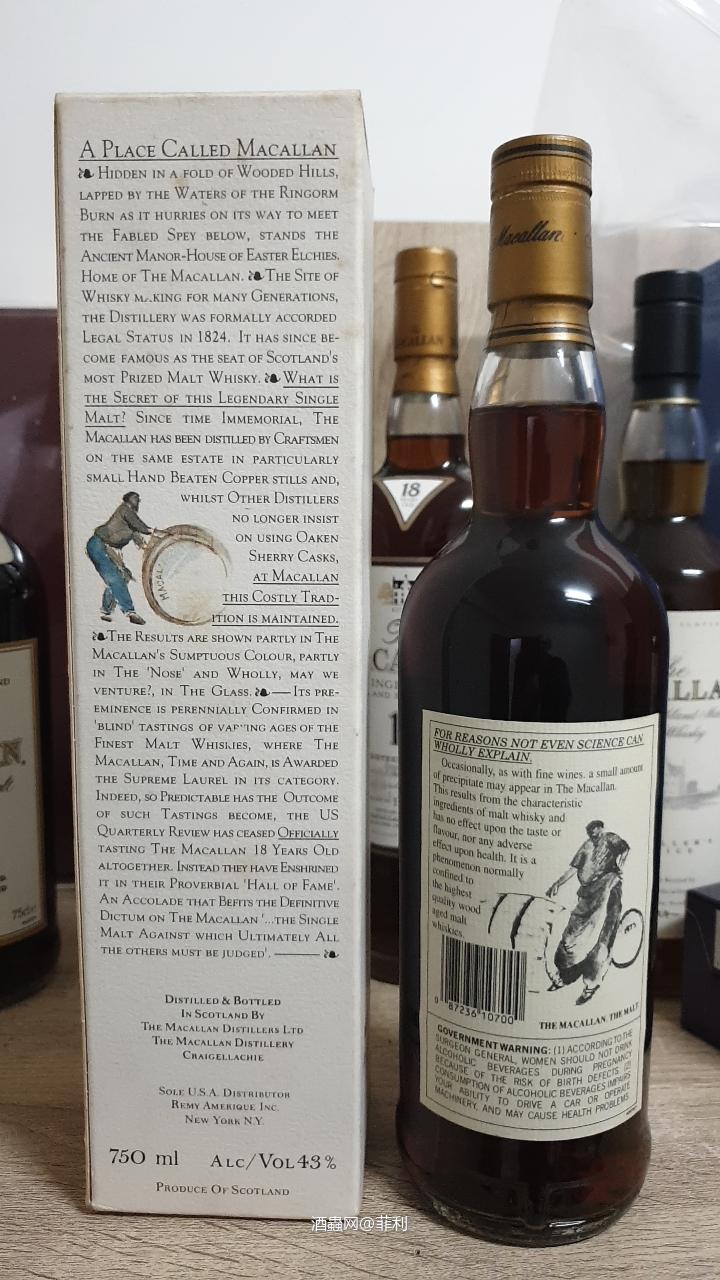 A PLACE CALLED MACALLAN
HIDDEN IN A FOLD OF WOODED HILLS,
LAPPED BY THE WATERS OF THE RINGORM
BURN AS IT HURRIES ON ITS WAY TO MEET
THE FABLED SPEY BELOW, STANDS THE
ANCIENT MANOR-HOUSE OF EASTER ELCHIES.
HOME OF THE MACALLAN. THE SITE OF
WHISKY MAKING FOR MANY GENERATIONS,
THE DISTILLERY WAS FORMALLY ACCORDED
LEGAL STATUS IN 1824. IT HAS SINCE BE-
COME FAMOUS AS THE SEAT OF SCOTLAND'S
MOST PRIZED MALT WHISKY. WHAT IS
THE SECRET OF THIS LEGENDARY SINGLE
MALT? SINCE TIME IMMEMORIAL, THE
MACALLAN HAS BEEN DISTILLED BY CRAFTSMEN
ON THE SAME ESTATE IN PARTICULARLY
SMALL HAND BEATEN COPPER STILLS AND,
WHILST OTHER DISTILLERS
NO LONGER INSIST
ON USING OAKEN
SHERRY CASKS,
AT MACALLAN
THIS COSTLY TRAD-
ITION IS MAINTAINED.
THE RESULTS ARE SHOWN PARTLY IN THE
MACALLAN'S SUMPTUOUS COLOUR, PARTLY
IN THE 'NOSE' AND WHOLLY, MAY WE
VENTURE?, IN THE GLASS. — ITS PRE-
EMINENCE IS PERENNIALLY CONFIRMED IN
'BLIND' TASTINGS OF VARYING AGES OF THE
FINEST MALT WHISKIES, WHERE THE
MACALLAN, TIME AND AGAIN, IS AWARDED
THE SUPREME LAUREL IN ITS CATEGORY.
INDEED, SO PREDICTABLE HAS THE OUTCOME
OF SUCH TASTINGS BECOME, THE US
QUARTERLY REVIEW HAS CEASED OFFICIALLY
TASTING THE MACALLAN 18 YEARS OLD
ALTOGETHER. INSTEAD THEY HAVE ENSHRINED
IT IN THEIR PROVERBIAL 'HALL OF FAME'.
AN ACCOLADE THAT BEFITS THE DEFINITIVE
DICTUM ON THE MACALLAN '...THE SINGLE
MALT AGAINST WHICH ULTIMATELY ALL
THE OTHERS MUST BE JUDGED'. —
DISTILLED & BOTTLED
IN SCOTLAND BY
THE MACALLAN DISTILLERS LTD
THE MACALLAN DISTILLERY
CRAIGELLACHIE
SOLE U.S.A. DISTRIBUTOR
REMY AMERIQUE INC.
NEW YORK N.Y.
750 ml ALC/VOL 43%
PRODUCE OF SCOTLAND
Macallan
18
FOR REASONS NOT EVEN SCIENCE CAN
WHOLLY EXPLAIN.
Occasionally, as with fine wines. a small amount
of precipitate may appear in The Macallan.
This results from the characteristic
ingredients of malt whisky and
has no effect upon the taste or
flavour, nor any adverse
effect upon health. It is a
phenomenon normally
confined to
the highest
quality wood
aged malt
whiskies.
0 87236 10700
THE MACALLAN. THE MALT.
GOVERNMENT WARNING: (1) ACCORDING TO THE
SURGEON GENERAL, WOMEN SHOULD NOT DRINK
ALCOHOLIC BEVERAGES DURING PREGNANCY
BECAUSE OF THE RISK OF BIRTH DEFECTS. (2)
CONSUMPTION OF ALCOHOLIC BEVERAGES IMPAIRS
YOUR ABILITY TO DRIVE A CAR OR OPERATE
MACHINERY, AND MAY CAUSE HEALTH PROBLEMS.
75cl
酒蟲网@菲利